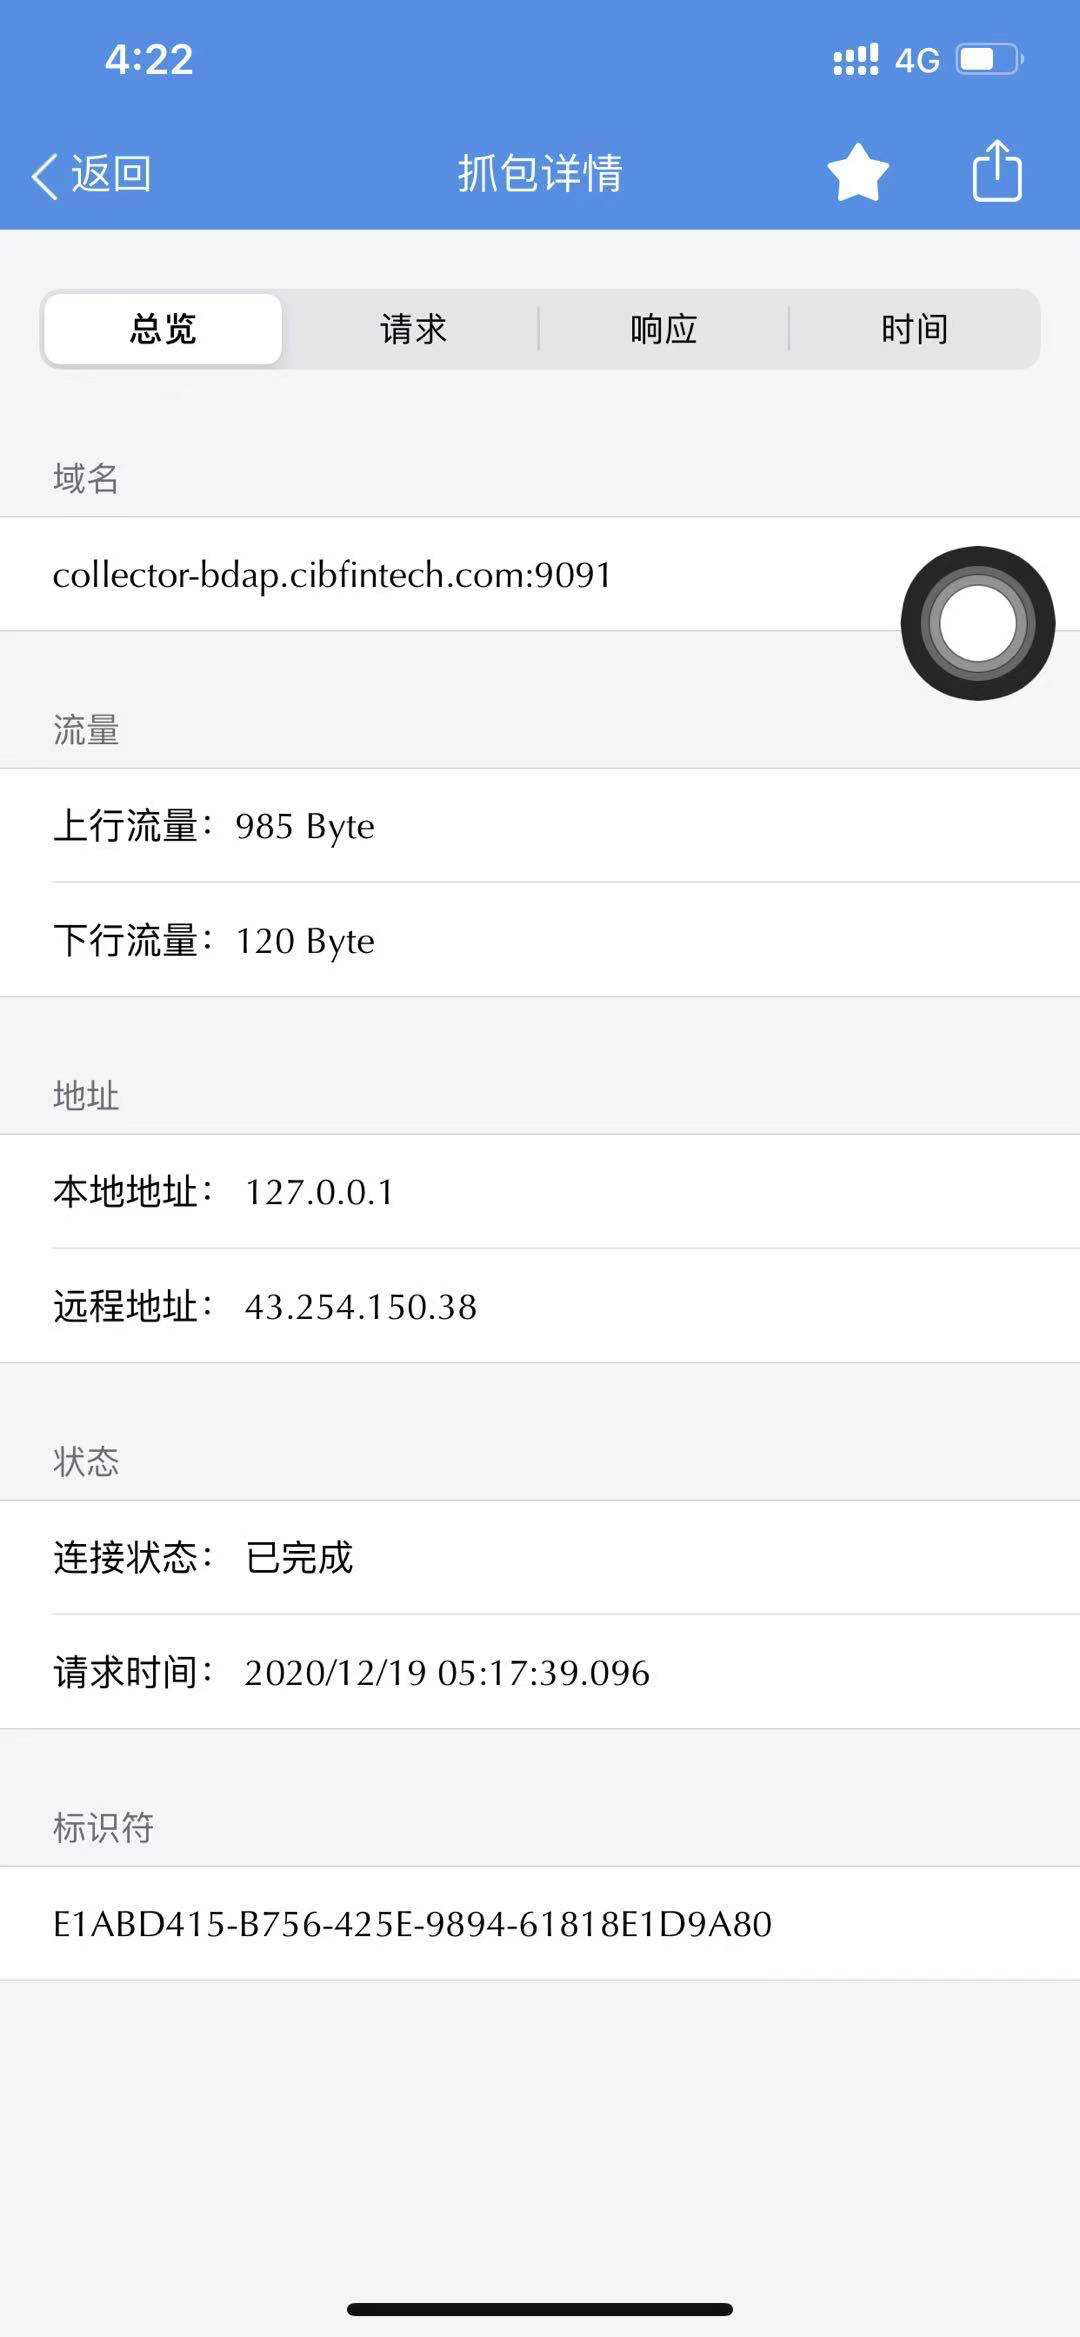 4:22
4G
返回
抓包详情
总览
请求
响应
时间
域名
collector-bdap.cibfintech.com:9091
流量
上行流量：985 Byte
下行流量：120 Byte
地址
本地地址： 127.0.0.1
远程地址： 43.254.150.38
状态
连接状态： 已完成
请求时间： 2020/12/19 05:17:39.096
标识符
E1ABD415-B756-425E-9894-61818E1D9A80